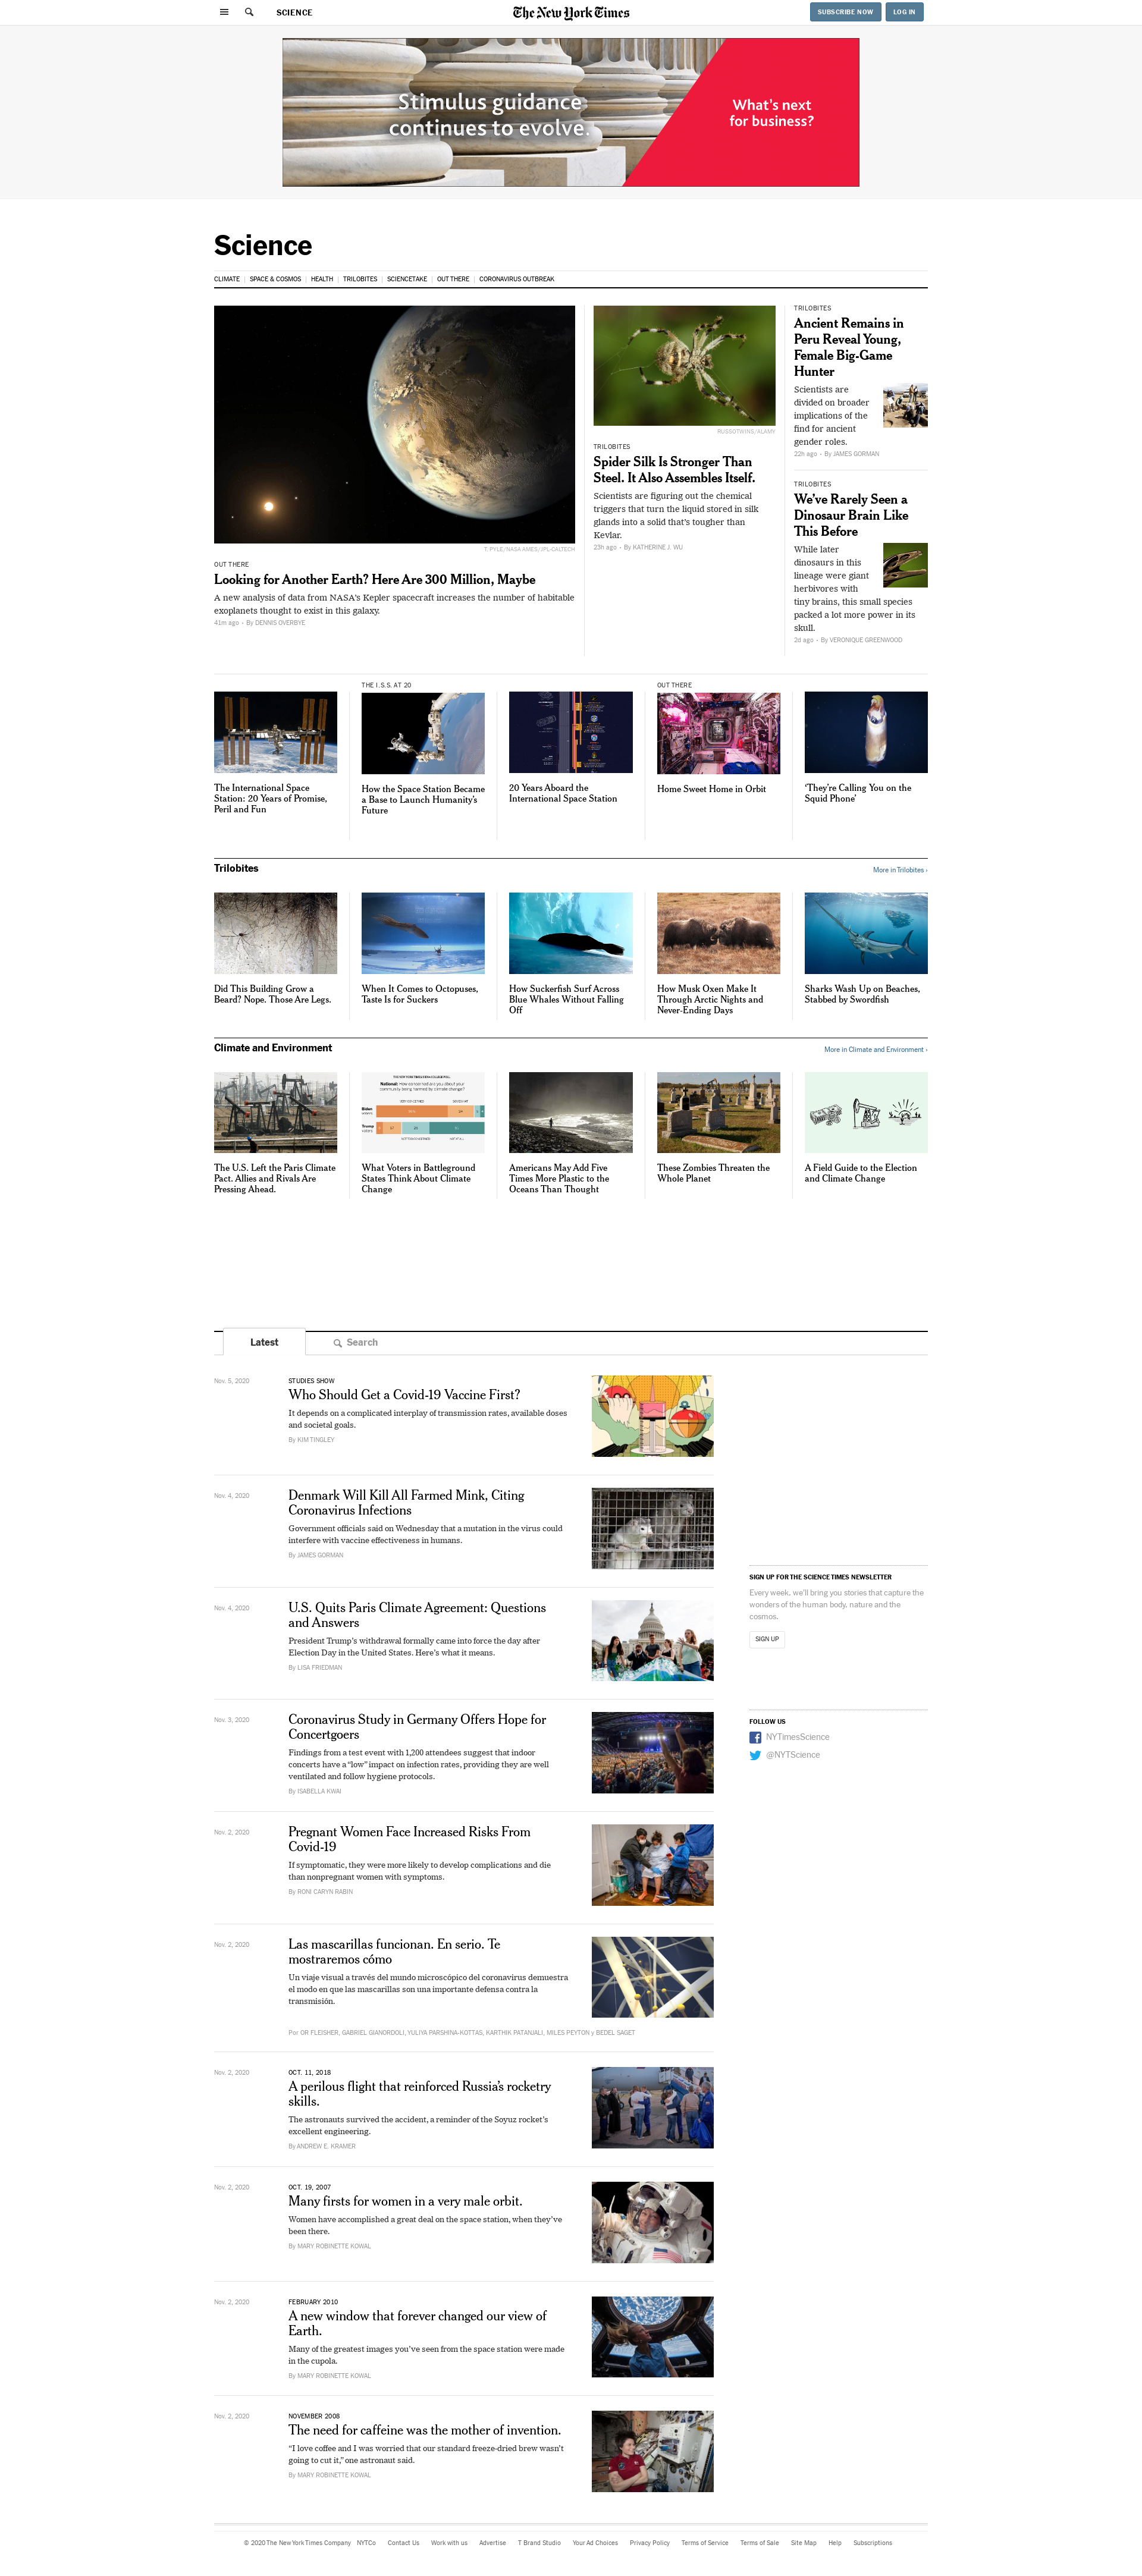 SCIENCE
The New York Times
SUBSCRIBE NOW
LOG IN
Stimulus guidance
continues to evolve.
What's next
for business?
Science
CLIMATE
SPACE & COSMOS
HEALTH
TRILOBITES
SCIENCETAKE
OUT THERE
CORONAVIRUS OUTBREAK
T. PYLE/NASA AMES/JPL-CALTECH
OUT THERE
Looking for Another Earth? Here Are 300 Million, Maybe
A new analysis of data from NASA's Kepler spacecraft increases the number of habitable
exoplanets thought to exist in this galaxy.
41m ago - By DENNIS OVERBYE
RUSSOTWINS/ALAMY
TRILOBITES
Spider Silk Is Stronger Than
Steel. It Also Assembles Itself.
Scientists are figuring out the chemical
triggers that turn the liquid stored in silk
glands into a solid that's tougher than
Kevlar.
23h ago - By KATHERINE J. WU
TRILOBITES
Ancient Remains in
Peru Reveal Young,
Female Big-Game
Hunter
Scientists are
divided on broader
implications of the
find for ancient
gender roles.
22h ago - By JAMES GORMAN
TRILOBITES
We've Rarely Seen a
Dinosaur Brain Like
This Before
While later
dinosaurs in this
lineage were giant
herbivores with
tiny brains, this small species
packed a lot more power in its
skull.
2d ago - By VERONIQUE GREENWOOD
The International Space
Station: 20 Years of Promise,
Peril and Fun
THE I.S.S. AT 20
How the Space Station Became
a Base to Launch Humanity's
Future
20 Years Aboard the
International Space Station
OUT THERE
Home Sweet Home in Orbit
'They're Calling You on the
Squid Phone'
Trilobites
More in Trilobites ›
Did This Building Grow a
Beard? Nope. Those Are Legs.
When It Comes to Octopuses,
Taste Is for Suckers
How Suckerfish Surf Across
Blue Whales Without Falling
Off
How Musk Oxen Make It
Through Arctic Nights and
Never-Ending Days
Sharks Wash Up on Beaches,
Stabbed by Swordfish
Climate and Environment
More in Climate and Environment ›
The U.S. Left the Paris Climate
Pact. Allies and Rivals Are
Pressing Ahead.
National: How concerned are you about your
community being harmed by climate change?
Biden
voters
Trump
voters
What Voters in Battleground
States Think About Climate
Change
Americans May Add Five
Times More Plastic to the
Oceans Than Thought
These Zombies Threaten the
Whole Planet
A Field Guide to the Election
and Climate Change
Latest
Search
Nov. 5, 2020
STUDIES SHOW
Who Should Get a Covid-19 Vaccine First?
It depends on a complicated interplay of transmission rates, available doses
and societal goals.
By KIM TINGLEY
Nov. 4, 2020
Denmark Will Kill All Farmed Mink, Citing
Coronavirus Infections
Government officials said on Wednesday that a mutation in the virus could
interfere with vaccine effectiveness in humans.
By JAMES GORMAN
Nov. 4, 2020
U.S. Quits Paris Climate Agreement: Questions
and Answers
President Trump's withdrawal formally came into force the day after
Election Day in the United States. Here's what it means.
By LISA FRIEDMAN
Nov. 3, 2020
Coronavirus Study in Germany Offers Hope for
Concertgoers
Findings from a test event with 1,200 attendees suggest that indoor
concerts have a "low" impact on infection rates, providing they are well
ventilated and follow hygiene protocols.
By ISABELLA KWAI
Nov. 2, 2020
Pregnant Women Face Increased Risks From
Covid-19
If symptomatic, they were more likely to develop complications and die
than nonpregnant women with symptoms.
By RONI CARYN RABIN
Nov. 2, 2020
Las mascarillas funcionan. En serio. Te
mostraremos cómo
Un viaje visual a través del mundo microscópico del coronavirus demuestra
el modo en que las mascarillas son una importante defensa contra la
transmisión.
Por OR FLEISHER, GABRIEL GIANORDOLI, YULIYA PARSHINA-KOTTAS, KARTHIK PATANJALI, MILES PEYTON y BEDEL SAGET
Nov. 2, 2020
OCT. 11, 2018
A perilous flight that reinforced Russia's rocketry
skills.
The astronauts survived the accident, a reminder of the Soyuz rocket's
excellent engineering.
By ANDREW E. KRAMER
Nov. 2, 2020
OCT. 19, 2007
Many firsts for women in a very male orbit.
Women have accomplished a great deal on the space station, when they've
been there.
By MARY ROBINETTE KOWAL
Nov. 2, 2020
FEBRUARY 2010
A new window that forever changed our view of
Earth.
Many of the greatest images you've seen from the space station were made
in the cupola.
By MARY ROBINETTE KOWAL
Nov. 2, 2020
NOVEMBER 2008
The need for caffeine was the mother of invention.
"I love coffee and I was worried that our standard freeze-dried brew wasn't
going to cut it," one astronaut said.
By MARY ROBINETTE KOWAL
SIGN UP FOR THE SCIENCE TIMES NEWSLETTER
Every week, we'll bring you stories that capture the
wonders of the human body, nature and the
cosmos.
SIGN UP
FOLLOW US
NYTimesScience
@NYTScience
© 2020 The New York Times Company
NYTCo
Contact Us
Work with us
Advertise
T Brand Studio
Your Ad Choices
Privacy Policy
Terms of Service
Terms of Sale
Site Map
Help
Subscriptions